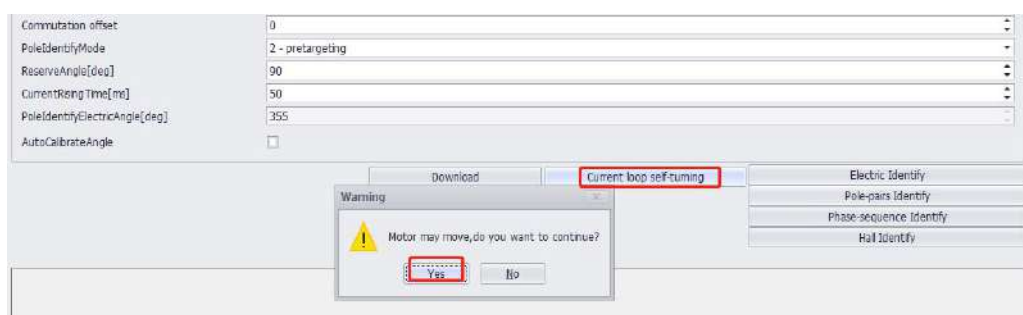 Commutation offset 0
PoleIdentifyMode 2 - pretargeting
ReserveAngle[deg] 90
CurrentRisingTime[ms] 50
PoleIdentifyElectricAngle[deg] 355
AutoCalibrateAngle
Download Current loop self-tuming Electric Identify
Pole-pairs Identify
Phase-sequence Identify
Hall Identify
Warning
Motor may move,do you want to continue?
Yes No